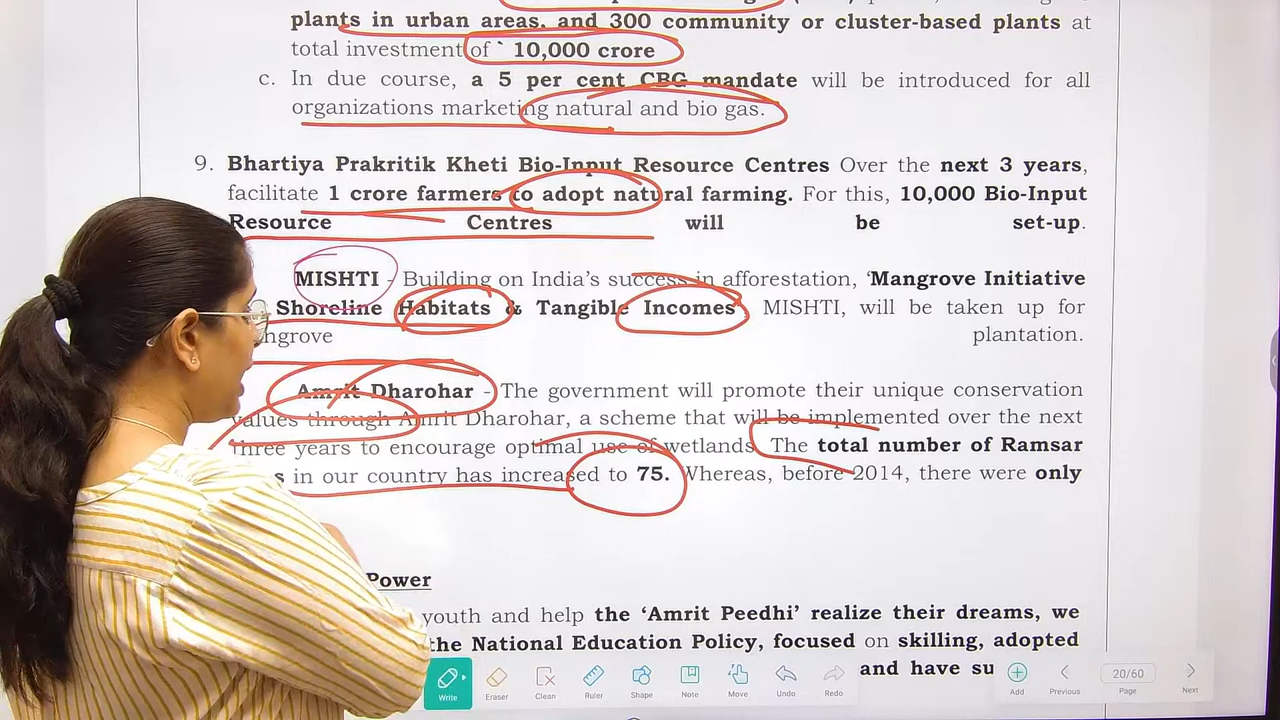 plants in urban areas, and 300 community or cluster-based plants at
total investment of ` 10,000 crore
c. In due course, a 5 per cent CBG mandate will be introduced for all
organizations marketing natural and bio gas.
9. Bhartiya Prakritik Kheti Bio-Input Resource Centres Over the next 3 years,
facilitate 1 crore farmers to adopt natural farming. For this, 10,000 Bio-Input
Resource Centres will be set-up.
MISHTI - Building on India's success in afforestation, 'Mangrove Initiative
Shoreline Habitats & Tangible Incomes' MISHTI, will be taken up for
ngrove plantation.
Amrit Dharohar - The government will promote their unique conservation
values through Amrit Dharohar, a scheme that will be implemented over the next
three years to encourage optimal use of wetlands. The total number of Ramsar
s in our country has increased to 75. Whereas, before 2014, there were only
Power
youth and help the 'Amrit Peedhi' realize their dreams, we
the National Education Policy, focused on skilling, adopted
and have su
Write Eraser Clean Ruler Shape Note Move Undo Redo Add Previous 20/60 Page Next